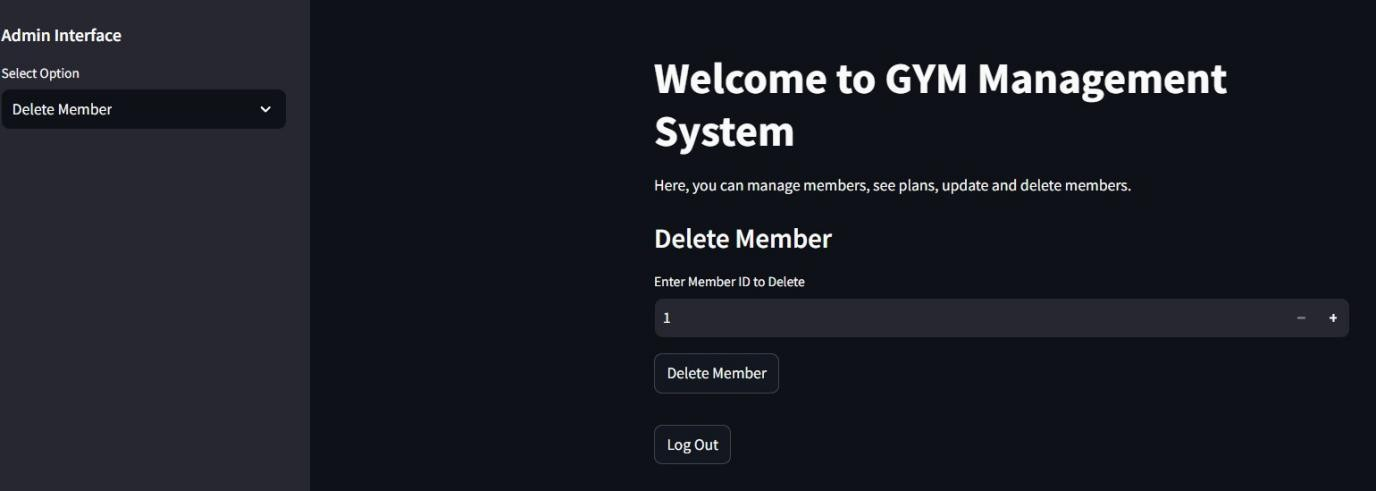 Admin Interface
Select Option
Delete Member
Welcome to GYM Management
System
Here, you can manage members, see plans, update and delete members.
Delete Member
Enter Member ID to Delete
1
Delete Member
Log Out